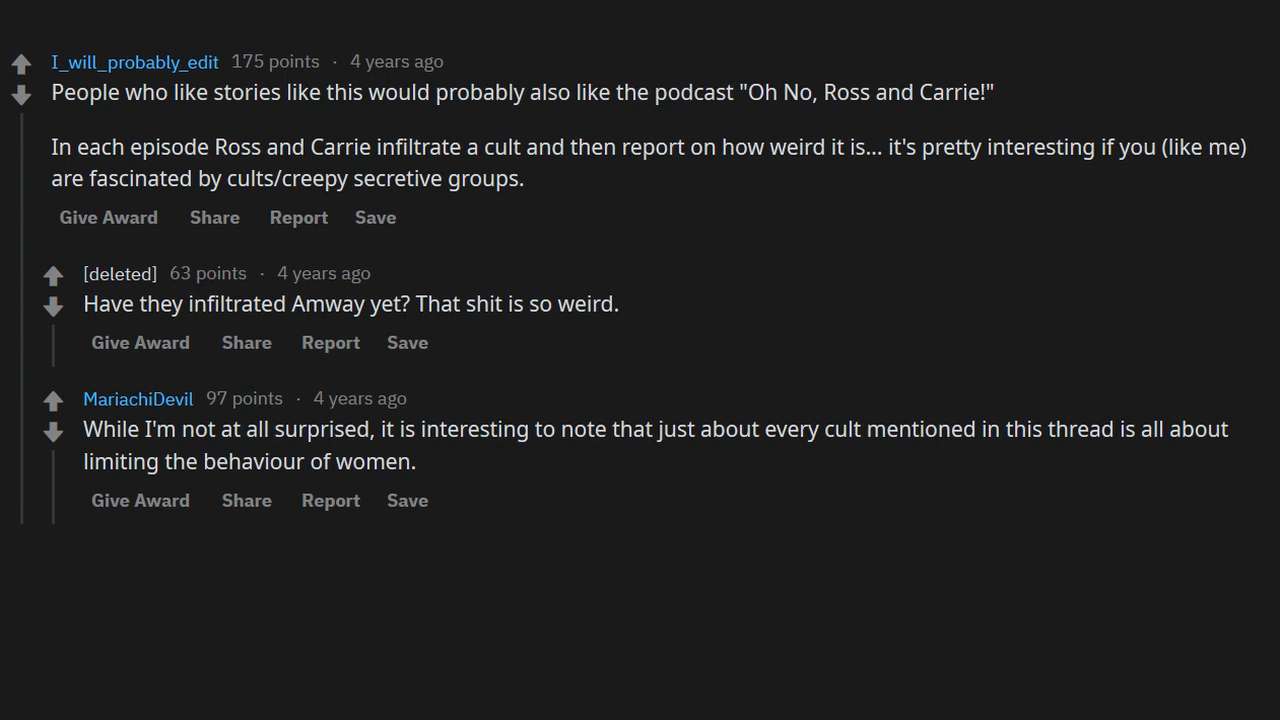 I_will_probably_edit 175 points · 4 years ago
People who like stories like this would probably also like the podcast "Oh No, Ross and Carrie!"
In each episode Ross and Carrie infiltrate a cult and then report on how weird it is... it's pretty interesting if you (like me)
are fascinated by cults/creepy secretive groups.
Give Award Share Report Save
[deleted] 63 points · 4 years ago
Have they infiltrated Amway yet? That shit is so weird.
Give Award Share Report Save
MariachiDevil 97 points · 4 years ago
While I'm not at all surprised, it is interesting to note that just about every cult mentioned in this thread is all about
limiting the behaviour of women.
Give Award Share Report Save